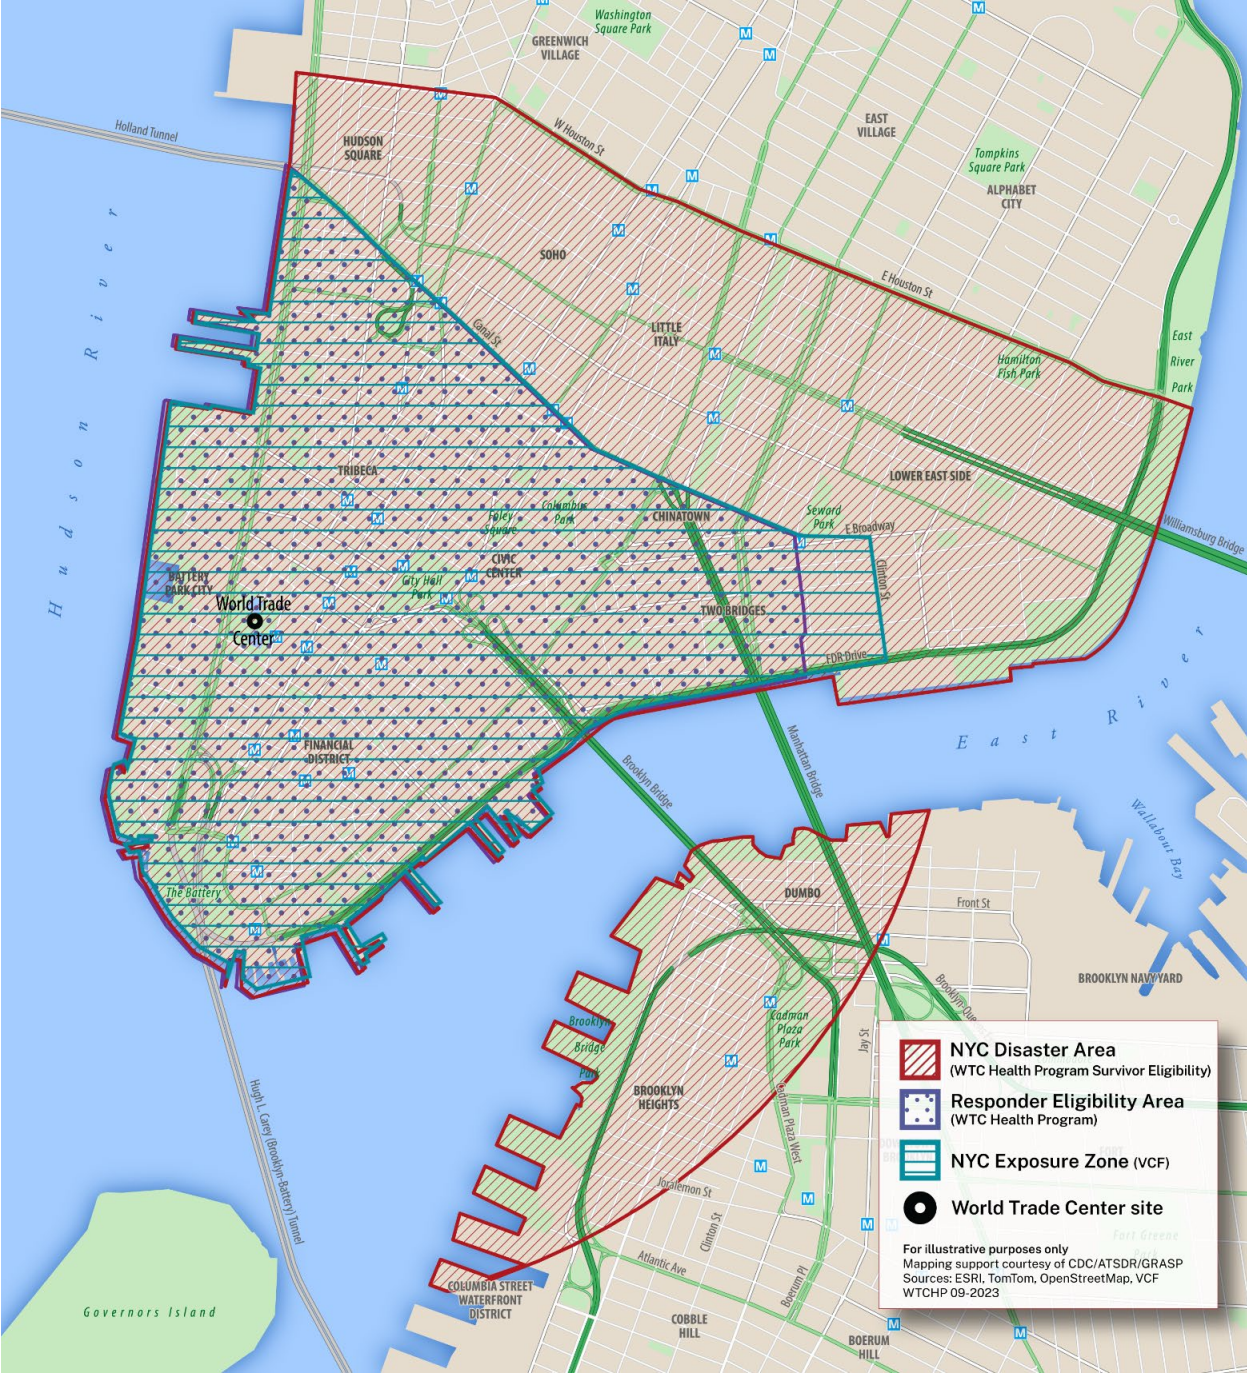 Washington
Square Park
GREENWICH
VILLAGE
EAST
VILLAGE
Holland Tunnel
W Houston St
HUDSON
SQUARE
Tompkins
Square Park
ALPHABET
CITY
SOHO
E Houston St
Hudson River
Canal St
LITTLE
ITALY
Hamilton
Fish Park
East
River
Park
TRIBECA
LOWER EAST SIDE
Columbus
Park
Foley
Square
CHINATOWN
Seward
Park
E Broadway
Williamsburg Bridge
CIVIC
CENTER
BATTERY
PARK CITY
City Hall
Park
Clinton St
World Trade
Center
TWO BRIDGES
FDR Drive
East River
FINANCIAL
DISTRICT
Brooklyn Bridge
Manhattan Bridge
Wallabout Bay
The Battery
DUMBO
Front St
BROOKLYN NAVY YARD
Brooklyn
Bridge
Park
Cadman
Plaza
Park
Jay St
Brooklyn-Que
BROOKLYN
HEIGHTS
Cadman Plaza West
Hugh L. Carey (Brooklyn-Battery) Tunnel
Joralemon St
Clinton St
Atlantic Ave
Boerum Pl
COLUMBIA STREET
WATERFRONT
DISTRICT
Governors Island
COBBLE
HILL
BOERUM
HILL
NYC Disaster Area
(WTC Health Program Survivor Eligibility)
Responder Eligibility Area
(WTC Health Program)
NYC Exposure Zone (VCF)
World Trade Center site
Fort Greene
Park
For illustrative purposes only
Mapping support courtesy of CDC/ATSDR/GRASP
Sources: ESRI, TomTom, OpenStreetMap, VCF
WTCHP 09-2023